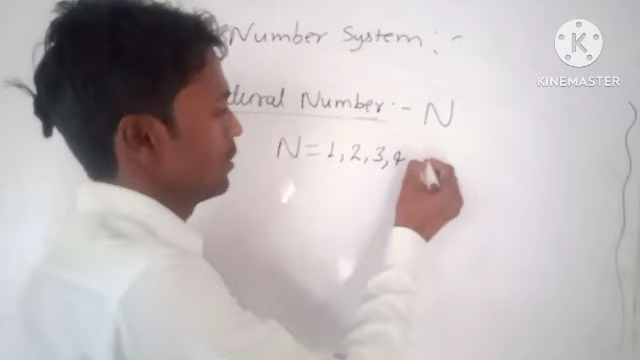 Number System :-
Number :- N
N = 1, 2, 3, 4
KINEMASTER